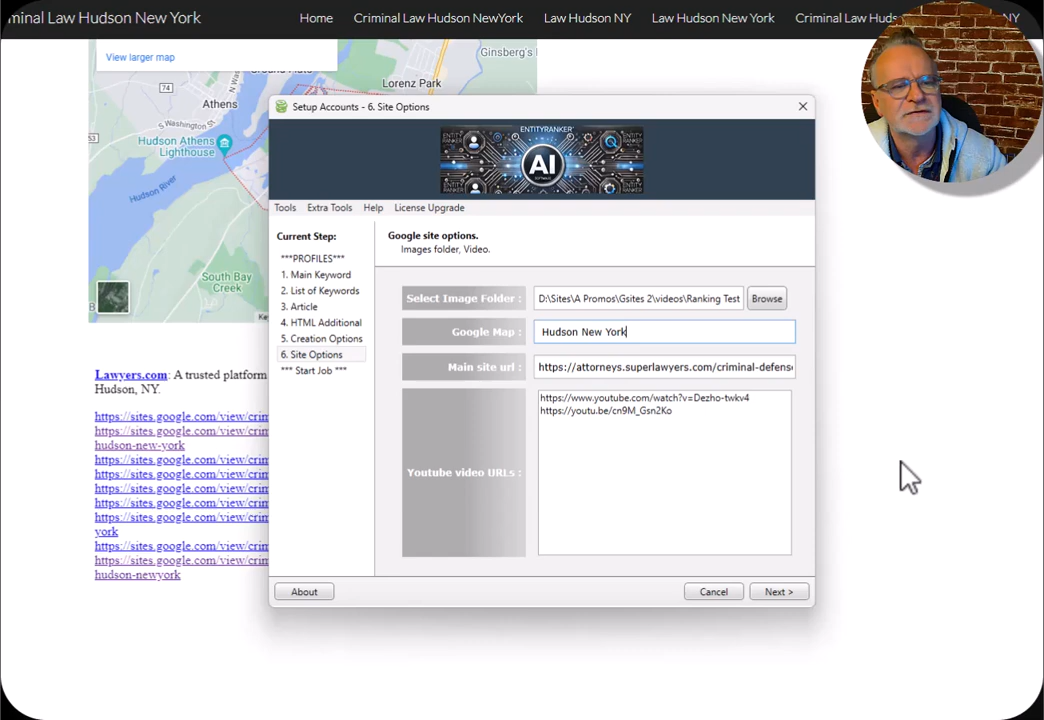 minal Law Hudson New York
Home
Criminal Law Hudson NewYork
Law Hudson NY
Law Hudson New York
Criminal Law Huds
NY
View larger map
74
Athens
S Washington St
Hudson Athens
Lighthouse
Hudson River
53
Lorenz Park
Ginsberg's
South Bay
Creek
Setup Accounts - 6. Site Options
ENTITYRANKER
AI
Tools
Extra Tools
Help
License Upgrade
Current Step:
***PROFILES***
1. Main Keyword
2. List of Keywords
3. Article
4. HTML Additional
5. Creation Options
6. Site Options
*** Start Job ***
Google site options.
Images folder, Video.
Select Image Folder :
D:\Sites\A Promos\Gsites 2\videos\Ranking Test
Browse
Google Map :
Hudson New York
Main site url :
https://attorneys.superlawyers.com/criminal-defense
Youtube video URLs :
https://www.youtube.com/watch?v=Dezho-twkv4
https://youtu.be/cn9M_Gsn2Ko
About
Cancel
Next >
Lawyers.com: A trusted platform
Hudson, NY.
https://sites.google.com/view/crim
https://sites.google.com/view/crim
hudson-new-york
https://sites.google.com/view/crim
https://sites.google.com/view/crim
https://sites.google.com/view/crim
https://sites.google.com/view/crim
https://sites.google.com/view/crim
york
https://sites.google.com/view/crim
https://sites.google.com/view/crim
hudson-newyork